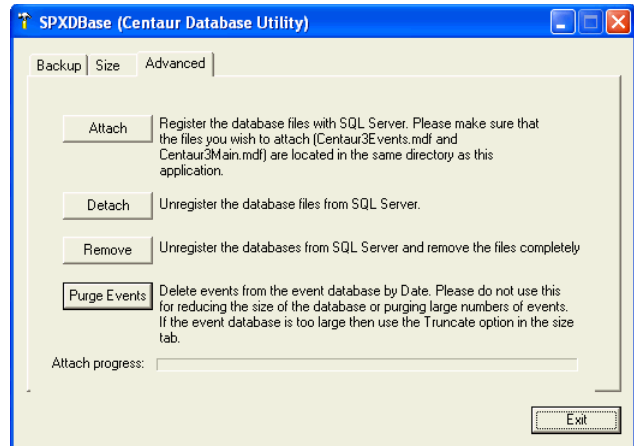 SPXDBase (Centaur Database Utility)
Backup Size Advanced
Attach
Register the database files with SQL Server. Please make sure that
the files you wish to attach (Centaur3Events.mdf and
Centaur3Main.mdf) are located in the same directory as this
application.
Detach
Unregister the database files from SQL Server.
Remove
Unregister the databases from SQL Server and remove the files completely
Purge Events
Delete events from the event database by Date. Please do not use this
for reducing the size of the database or purging large numbers of events.
If the event database is too large then use the Truncate option in the size
tab.
Attach progress:
Exit